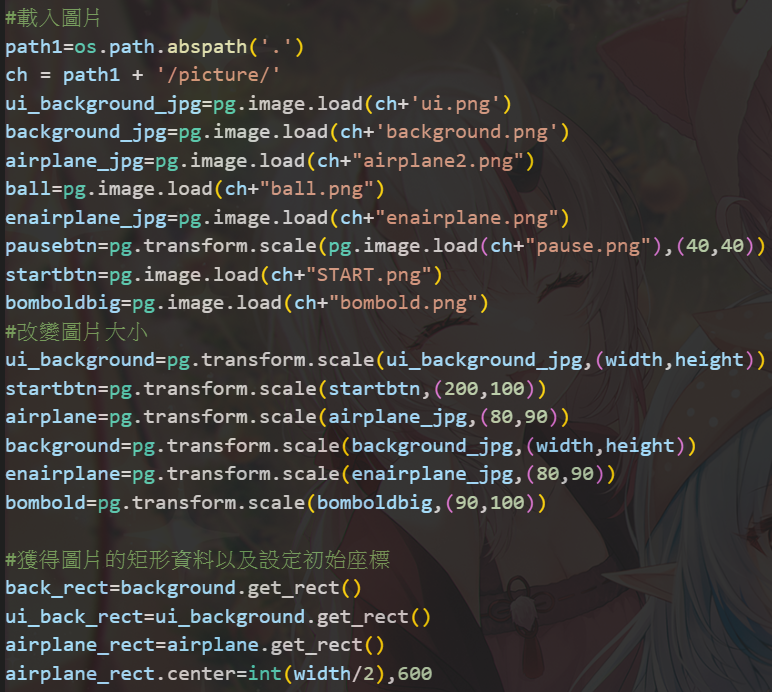 #載入圖片
path1=os.path.abspath('.')
ch = path1 + '/picture/'
ui_background_jpg=pg.image.load(ch+'ui.png')
background_jpg=pg.image.load(ch+'background.png')
airplane_jpg=pg.image.load(ch+"airplane2.png")
ball=pg.image.load(ch+"ball.png")
enairplane_jpg=pg.image.load(ch+"enairplane.png")
pausebtn=pg.transform.scale(pg.image.load(ch+"pause.png"),(40,40))
startbtn=pg.image.load(ch+"START.png")
bomboldbig=pg.image.load(ch+"bombold.png")
#改變圖片大小
ui_background=pg.transform.scale(ui_background_jpg,(width,height))
startbtn=pg.transform.scale(startbtn,(200,100))
airplane=pg.transform.scale(airplane_jpg,(80,90))
background=pg.transform.scale(background_jpg,(width,height))
enairplane=pg.transform.scale(enairplane_jpg,(80,90))
bombold=pg.transform.scale(bomboldbig,(90,100))
#獲得圖片的矩形資料以及設定初始座標
back_rect=background.get_rect()
ui_back_rect=ui_background.get_rect()
airplane_rect=airplane.get_rect()
airplane_rect.center=int(width/2),600